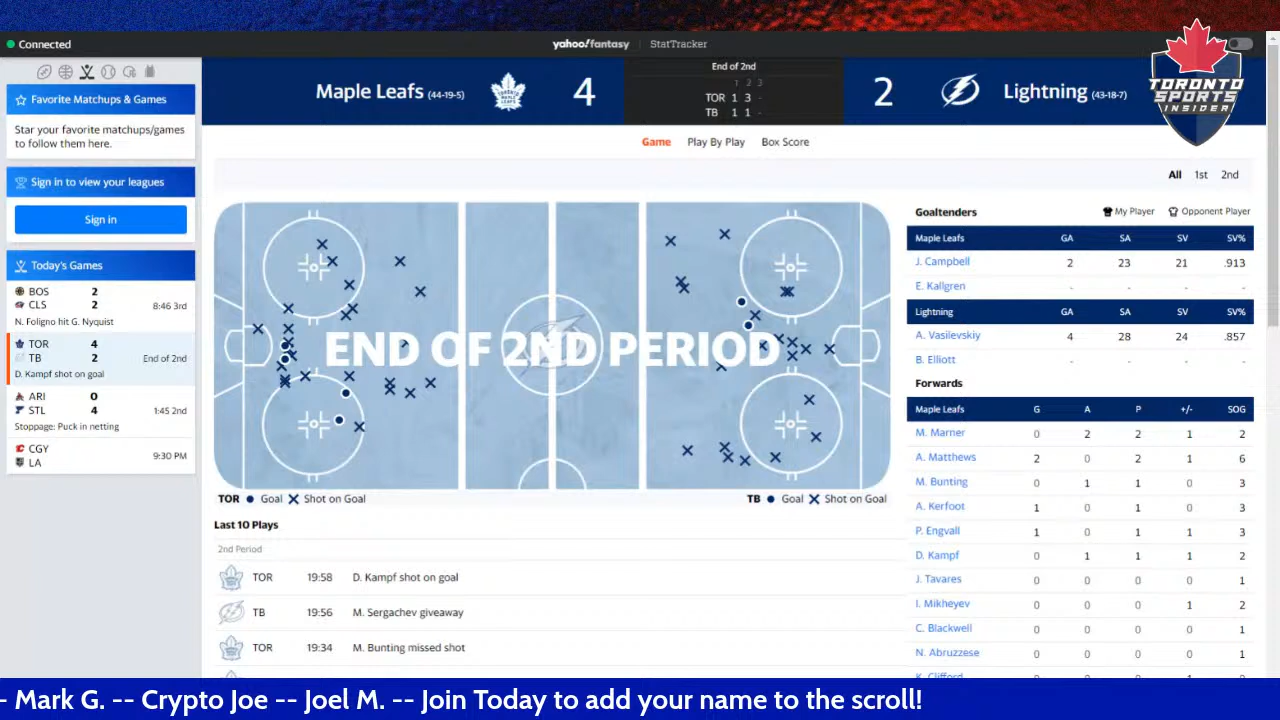 Connected
yahoo!fantasy StatTracker
TORONTO
SPORTS
INSIDER
Favorite Matchups & Games
Star your favorite matchups/games
to follow them here.
Sign in to view your leagues
Sign in
Today's Games
BOS 2
CLS 2
8:46 3rd
N. Foligno hit G. Nyquist
TOR 4
TB 2
End of 2nd
D. Kampf shot on goal
ARI 0
STL 4
1:45 2nd
Stoppage: Puck in netting
CGY
LA
9:30 PM
Maple Leafs (44-19-5) 4
End of 2nd
1 2 3
TOR 1 3 -
TB 1 1 -
2 Lightning (43-18-7)
Game Play By Play Box Score
All 1st 2nd
END OF 2ND PERIOD
TOR Goal Shot on Goal
TB Goal Shot on Goal
Last 10 Plays
2nd Period
TOR 19:58 D. Kampf shot on goal
TB 19:56 M. Sergachev giveaway
TOR 19:34 M. Bunting missed shot
Goaltenders My Player Opponent Player
Maple Leafs GA SA SV SV%
J. Campbell 2 23 21 .913
E. Kallgren - - - -
Lightning GA SA SV SV%
A. Vasilevskiy 4 28 24 .857
B. Elliott - - - -
Forwards
Maple Leafs G A P +/- SOG
M. Marner 0 2 2 1 2
A. Matthews 2 0 2 1 6
M. Bunting 0 1 1 0 3
A. Kerfoot 1 0 1 0 3
P. Engvall 1 0 1 1 3
D. Kampf 0 1 1 1 2
J. Tavares 0 0 0 0 1
I. Mikheyev 0 0 0 1 2
C. Blackwell 0 0 0 0 1
N. Abruzzese 0 0 0 0 1
K. Clifford 0 0 0 0 1
- Mark G. -- Crypto Joe -- Joel M. -- Join Today to add your name to the scroll!